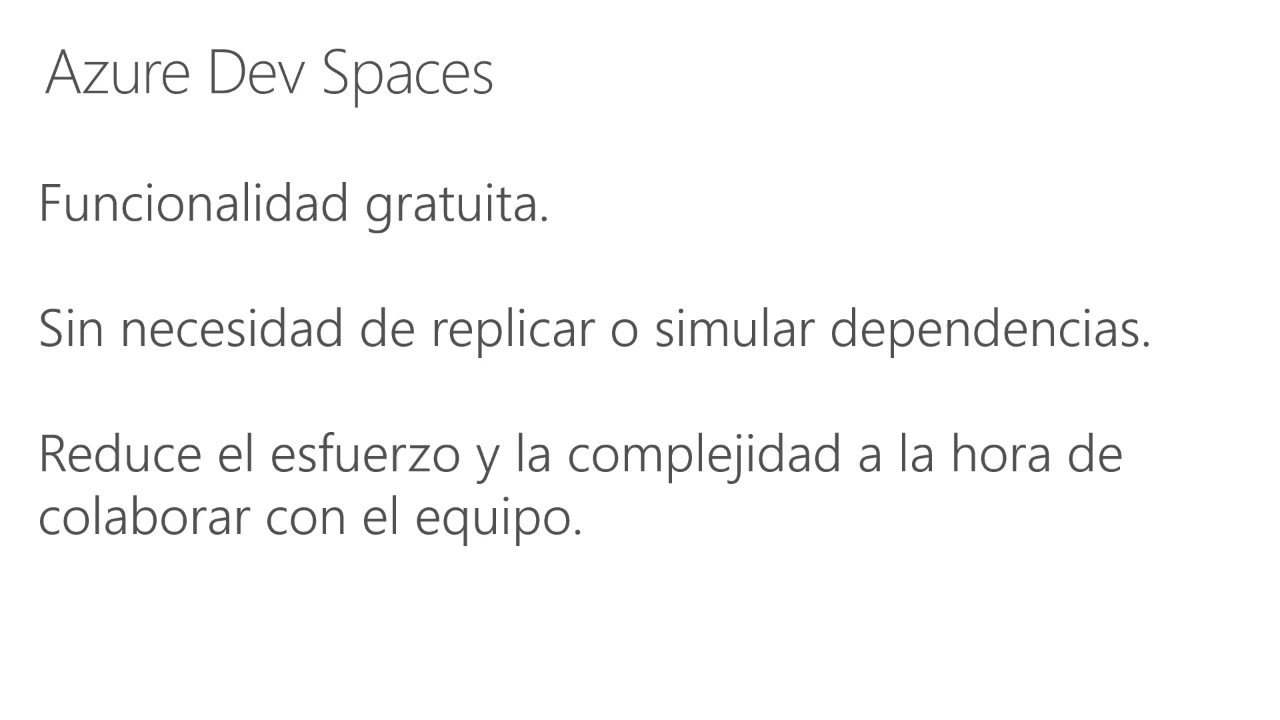 Azure Dev Spaces
Funcionalidad gratuita.
Sin necesidad de replicar o simular dependencias.
Reduce el esfuerzo y la complejidad a la hora de
colaborar con el equipo.